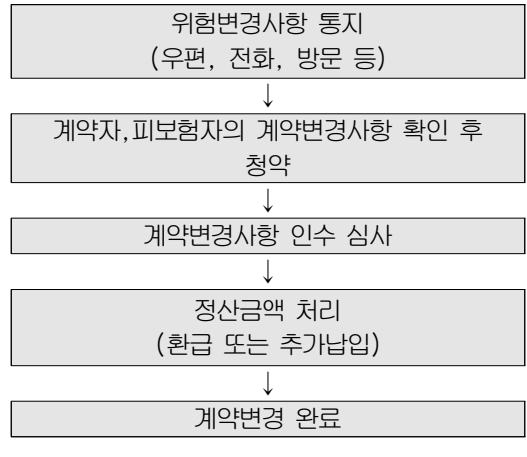 위험변경사항 통지
(우편, 전화, 방문 등)
↓
계약자,피보험자의 계약변경사항 확인 후
청약
↓
계약변경사항 인수 심사
↓
정산금액 처리
(환급 또는 추가납입)
↓
계약변경 완료